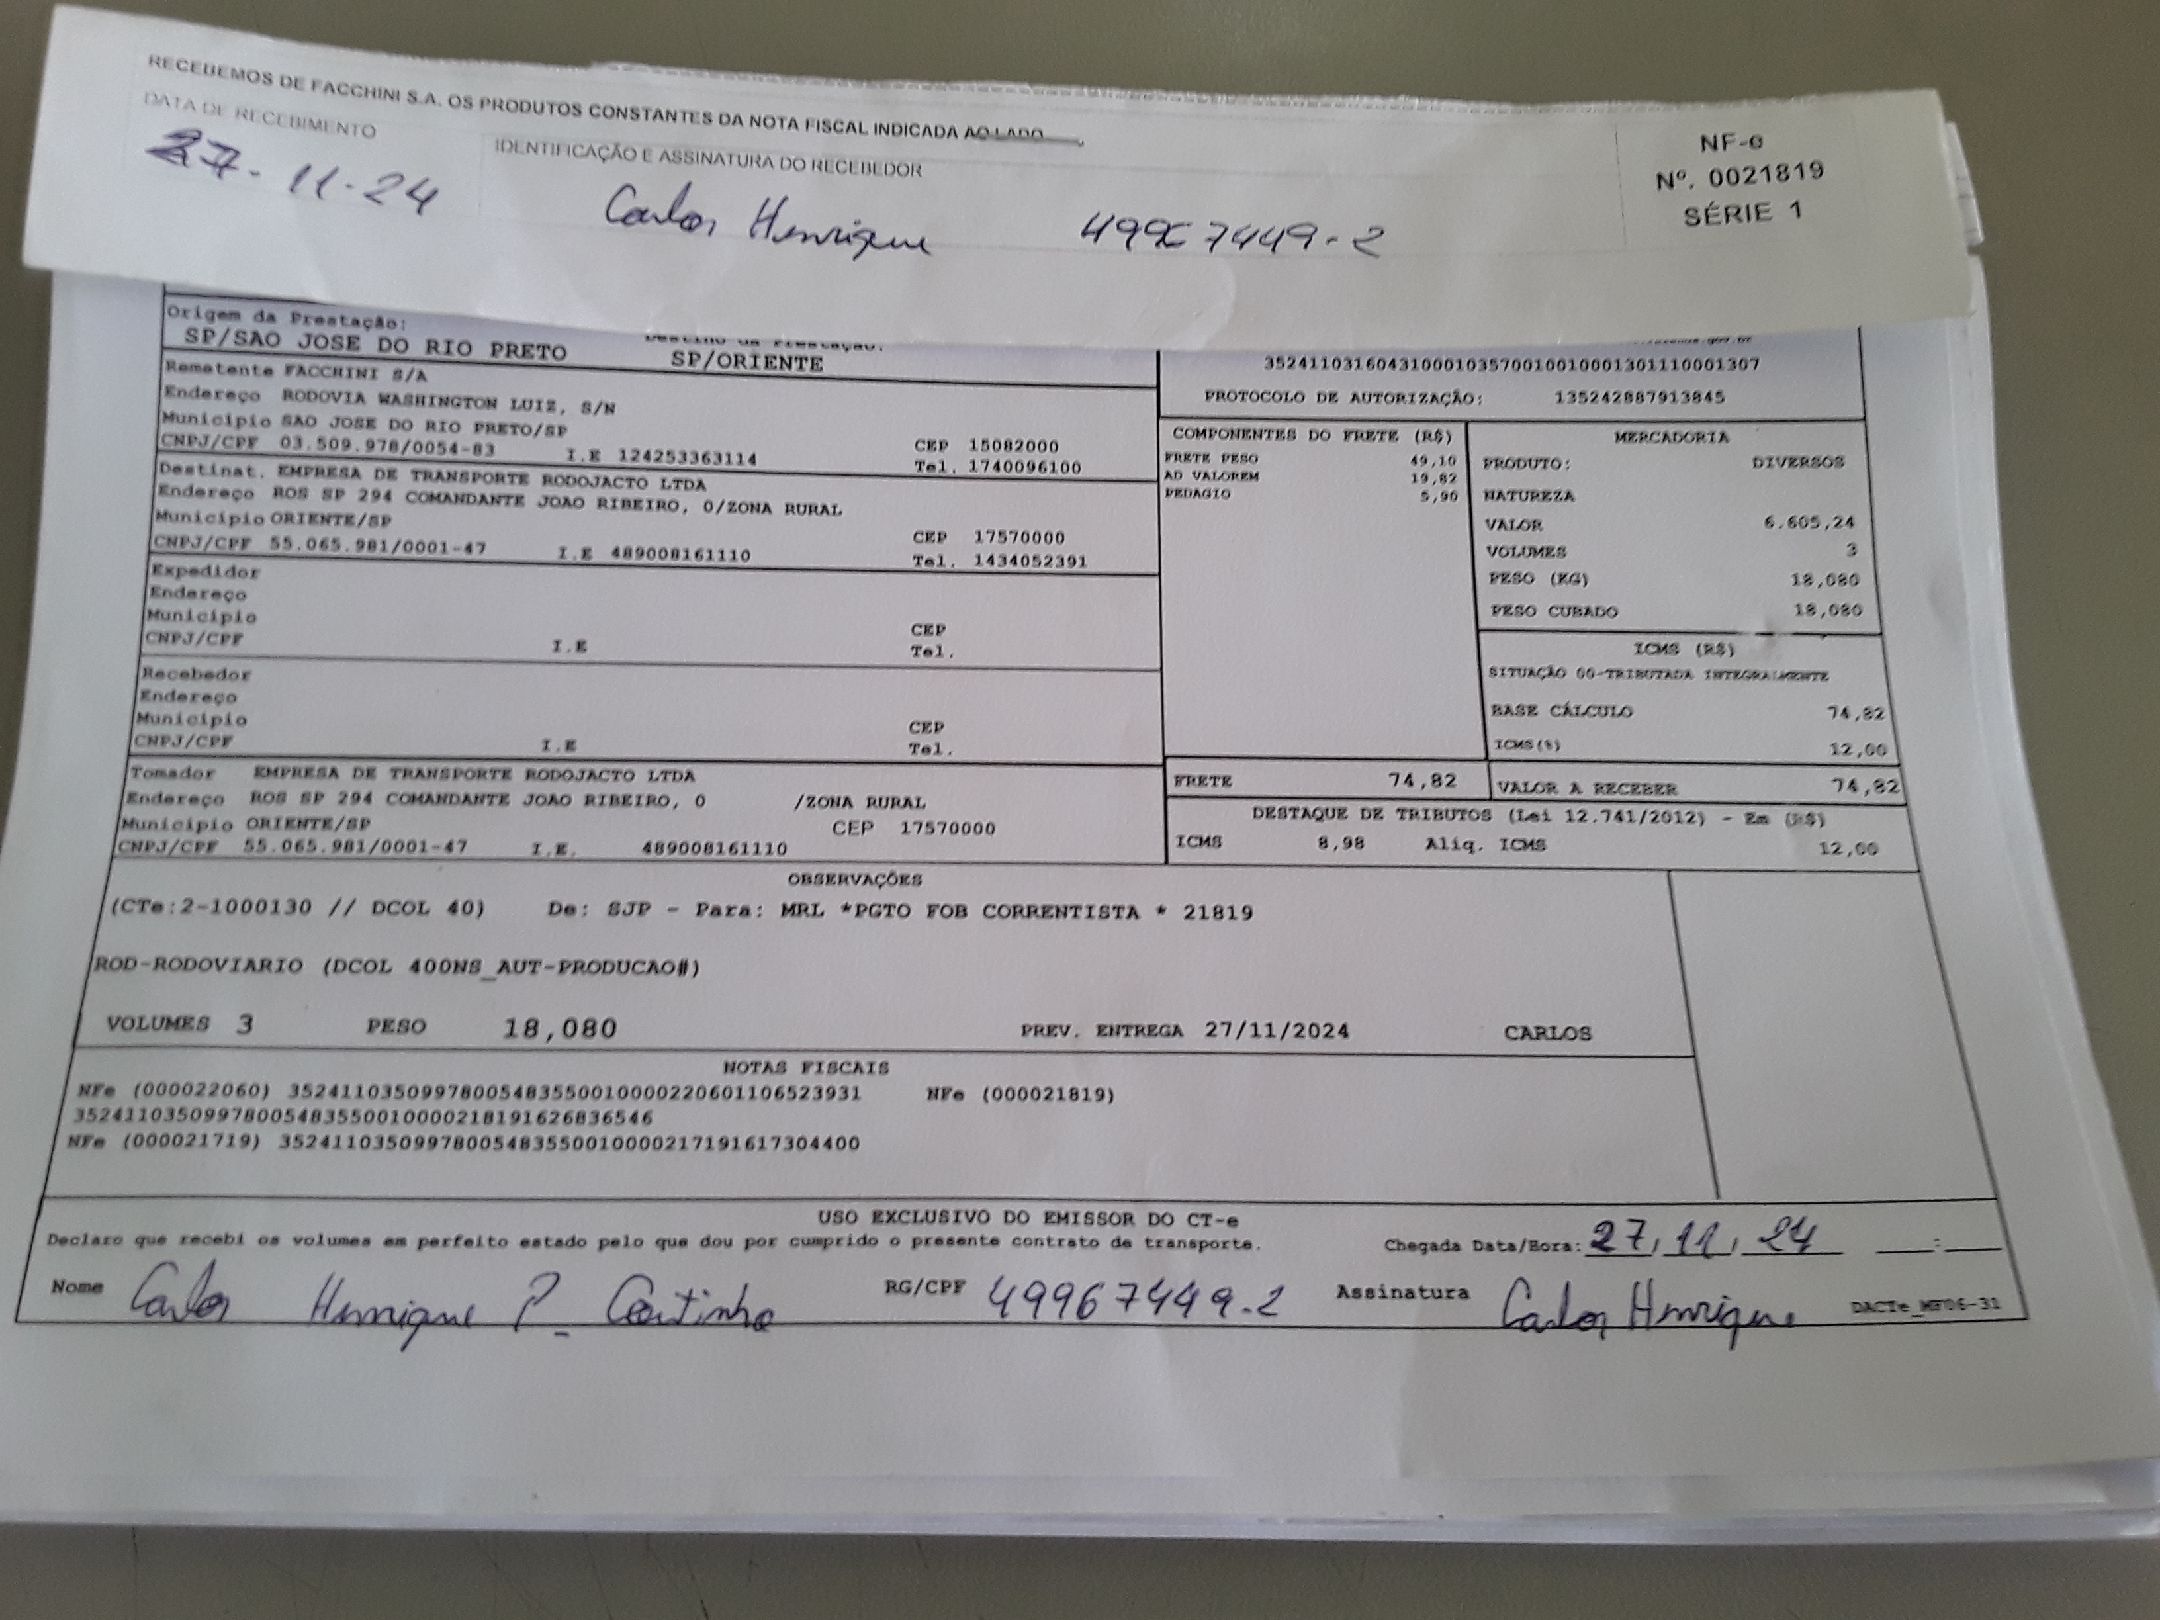 RECEBEMOS DE FACCHINI S.A. OS PRODUTOS CONSTANTES DA NOTA FISCAL INDICADA AO LADO
DATA DE RECEBIMENTO
27-11-24
IDENTIFICAÇÃO E ASSINATURA DO RECEBEDOR
Carlos Henrique 49967449-2
NF-e
Nº. 0021819
SÉRIE 1
Origem da Prestação:
SP/SAO JOSE DO RIO PRETO
Destino da Prestação:
SP/ORIENTE
Remetente FACCHINI S/A
Endereço RODOVIA WASHINGTON LUIZ, S/N
Município SAO JOSE DO RIO PRETO/SP
CEP 15082000
CNPJ/CPF 03.509.978/0054-83 I.E 124253363114 Tel. 1740096100
Destinat. EMPRESA DE TRANSPORTE RODOJACTO LTDA
Endereço ROS SP 294 COMANDANTE JOAO RIBEIRO, 0/ZONA RURAL
Município ORIENTE/SP CEP 17570000
CNPJ/CPF 55.065.981/0001-47 I.E 489008161110 Tel. 1434052391
Expedidor
Endereço
Município CEP
CNPJ/CPF I.E Tel.
Recebedor
Endereço
Município CEP
CNPJ/CPF I.E Tel.
Tomador EMPRESA DE TRANSPORTE RODOJACTO LTDA
Endereço ROS SP 294 COMANDANTE JOAO RIBEIRO, 0 /ZONA RURAL
Município ORIENTE/SP CEP 17570000
CNPJ/CPF 55.065.981/0001-47 I.E. 489008161110
35241103160431000103570010010001301110001307
PROTOCOLO DE AUTORIZAÇÃO: 135242887913845
COMPONENTES DO FRETE (R$)
FRETE PESO 49,10
AD VALOREM 19,82
PEDAGIO 5,90
MERCADORIA
PRODUTO: DIVERSOS
NATUREZA
VALOR 6.605,24
VOLUMES 3
PESO (KG) 18,080
PESO CUBADO 18,080
ICMS (R$)
SITUAÇÃO 00-TRIBUTADA INTEGRALMENTE
BASE CÁLCULO 74,82
ICMS(%) 12,00
FRETE 74,82
VALOR A RECEBER 74,82
DESTAQUE DE TRIBUTOS (Lei 12.741/2012) - Em (R$)
ICMS 8,98 Aliq. ICMS 12,00
OBSERVAÇÕES
(CTe:2-1000130 // DCOL 40) De: SJP - Para: MRL *PGTO FOB CORRENTISTA * 21819
ROD-RODOVIARIO (DCOL 400NS_AUT-PRODUCAO#)
VOLUMES 3 PESO 18,080 PREV. ENTREGA 27/11/2024 CARLOS
NOTAS FISCAIS
NFe (000022060) 35241103509978005483550010000220601106523931 NFe (000021819)
35241103509978005483550010000218191626836546
NFe (000021719) 35241103509978005483550010000217191617304400
USO EXCLUSIVO DO EMISSOR DO CT-e
Declaro que recebi os volumes em perfeito estado pelo que dou por cumprido o presente contrato de transporte. Chegada Data/Hora: 27/11/24 __:__
Nome Carlos Henrique P. Coutinho RG/CPF 49967449-2 Assinatura Carlos Henrique DACTe_MF06-31